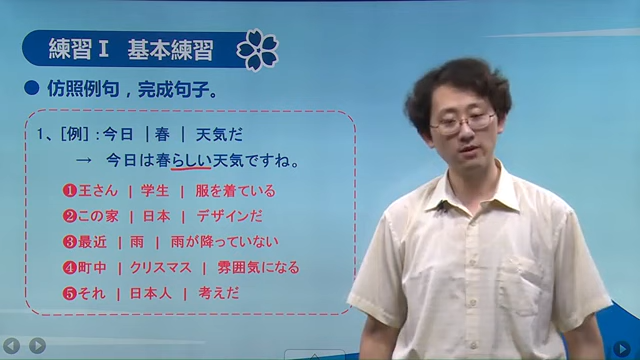 練習Ⅰ 基本練習
● 仿照例句，完成句子。
1、[例]：今日 ｜春 ｜ 天気だ
→ 今日は春らしい天気ですね。
❶王さん ｜ 学生 ｜ 服を着ている
❷この家 ｜ 日本 ｜ デザインだ
❸最近 ｜ 雨 ｜ 雨が降っていない
❹町中 ｜ クリスマス ｜ 雰囲気になる
❺それ ｜ 日本人 ｜ 考えだ